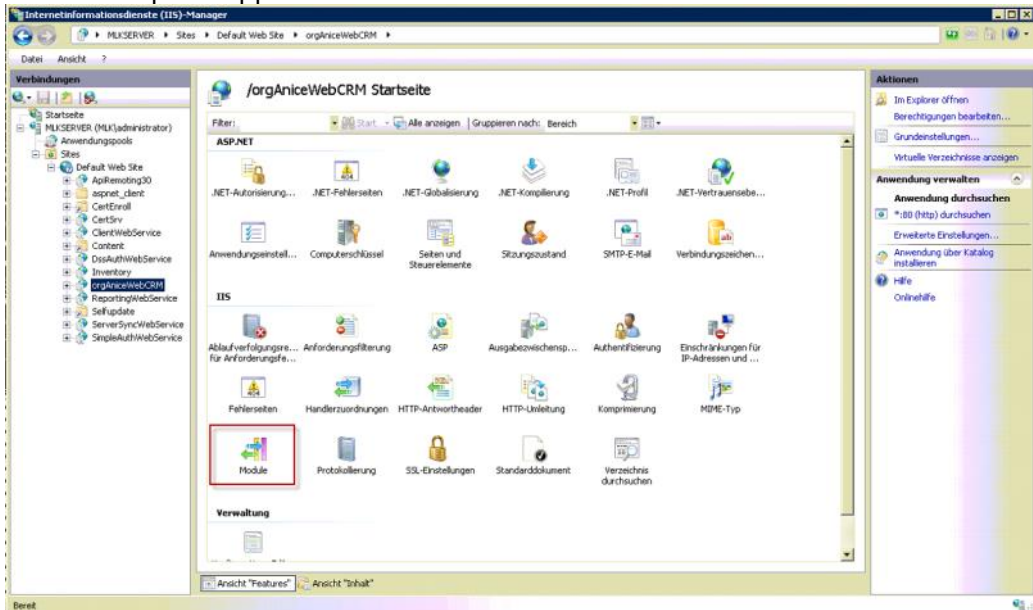 Internetinformationsdienste (IIS)-Manager
MLKSERVER ▸ Sites ▸ Default Web Site ▸ orgAniceWebCRM ▸
Datei Ansicht ?
Verbindungen
Startseite
MLKSERVER (MLK\administrator)
Anwendungspools
Sites
Default Web Site
ApiRemoting30
aspnet_client
CertEnroll
CertSrv
ClientWebService
Content
DssAuthWebService
Inventory
orgAniceWebCRM
ReportingWebService
Selfupdate
ServerSyncWebService
SimpleAuthWebService
/orgAniceWebCRM Startseite
Filter: Start Alle anzeigen Gruppieren nach: Bereich
ASP.NET
.NET-Autorisierung... .NET-Fehlerseiten .NET-Globalisierung .NET-Kompilierung .NET-Profil .NET-Vertrauensebe...
Anwendungseinstell... Computerschlüssel Seiten und Steuerelemente Sitzungszustand SMTP-E-Mail Verbindungszeichen...
IIS
Ablaufverfolgungsre... für Anforderungsfe... Anforderungsfilterung ASP Ausgabezwischensp... Authentifizierung Einschränkungen für IP-Adressen und ...
Fehlerseiten Handlerzuordnungen HTTP-Antwortheader HTTP-Umleitung Komprimierung MIME-Typ
Module Protokollierung SSL-Einstellungen Standarddokument Verzeichnis durchsuchen
Verwaltung
Ansicht "Features" Ansicht "Inhalt"
Aktionen
Im Explorer öffnen
Berechtigungen bearbeiten...
Grundeinstellungen...
Virtuelle Verzeichnisse anzeigen
Anwendung verwalten
Anwendung durchsuchen
*:80 (http) durchsuchen
Erweiterte Einstellungen...
Anwendung über Katalog installieren
Hilfe
Onlinehilfe
Bereit